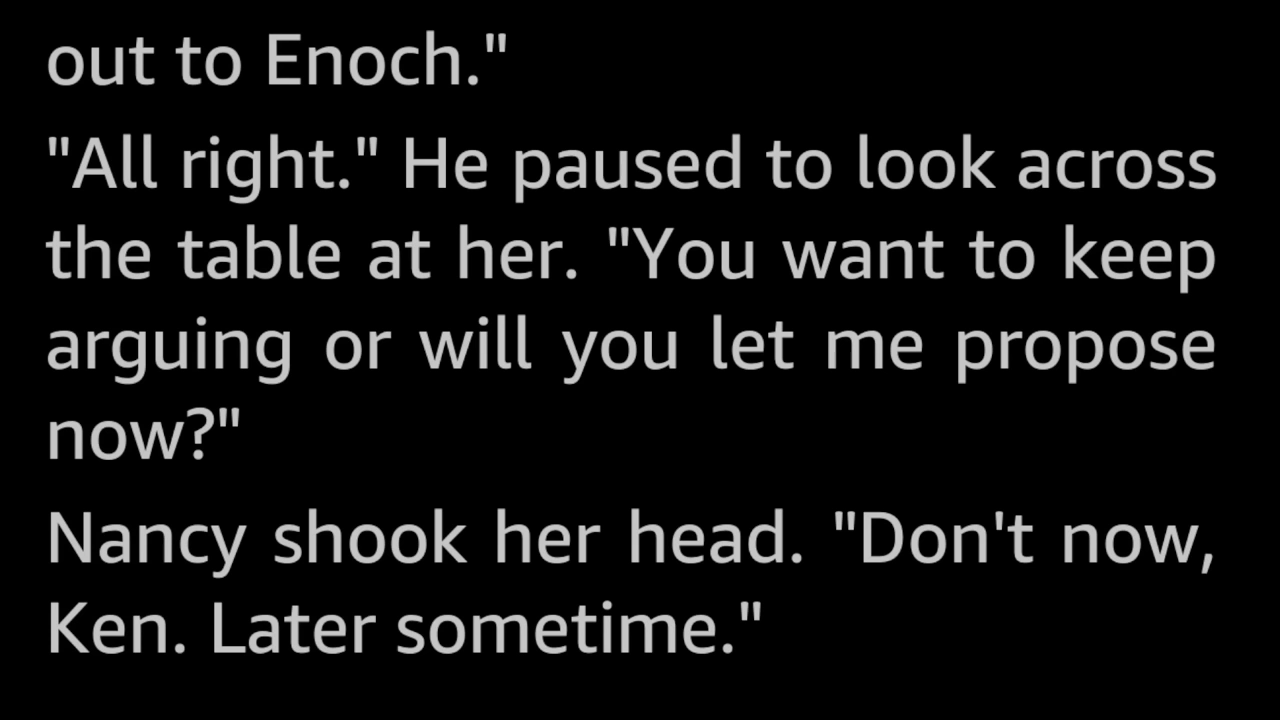 out to Enoch."
"All right." He paused to look across
the table at her. "You want to keep
arguing or will you let me propose
now?"
Nancy shook her head. "Don't now,
Ken. Later sometime."